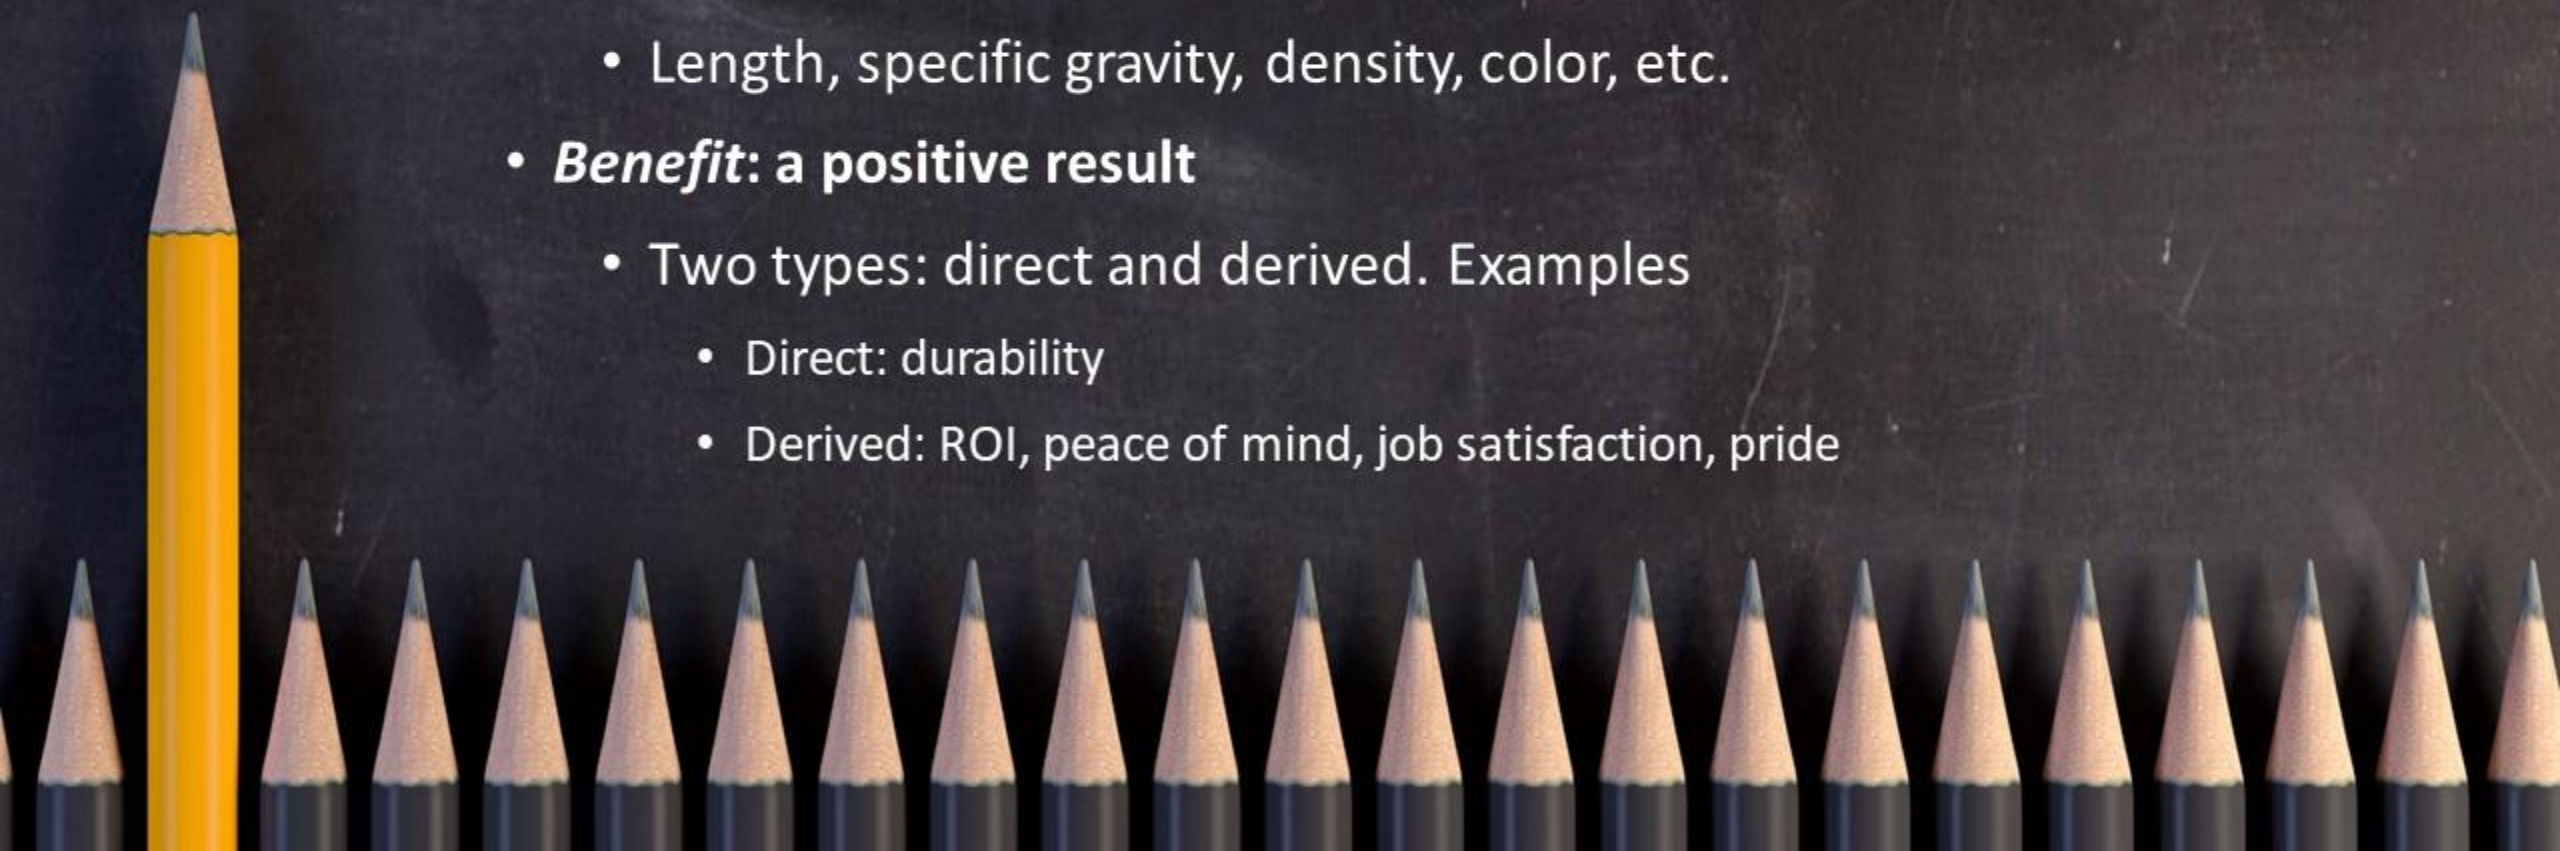 • Length, specific gravity, density, color, etc.
• Benefit: a positive result
• Two types: direct and derived. Examples
• Direct: durability
• Derived: ROI, peace of mind, job satisfaction, pride